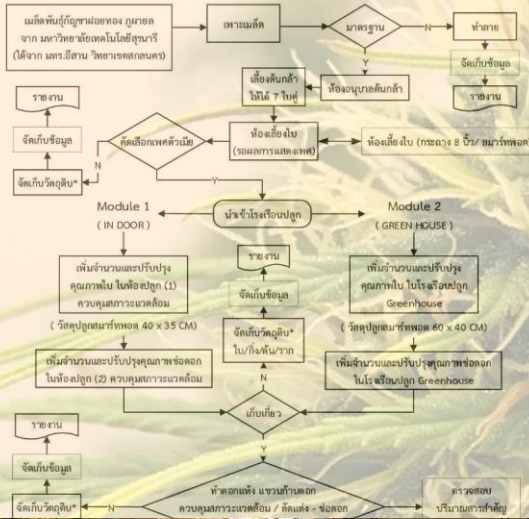 เมล็ดพันธุ์กัญชาฝอยทอง ภูผายล
จาก มหาวิทยาลัยเทคโนโลยีสุรนารี
(ได้จาก มทร.อีสาน วิทยาเขตสกลนคร)
เพาะเมล็ด
มาตรฐาน
N
ทำลาย
Y
จัดเก็บข้อมูล
รายงาน
ห้องอนุบาลต้นกล้า
เลี้ยงต้นกล้า
ให้ได้ 7 ใบคู่
ห้องเลี้ยงใบ
(รอผลการแสดงเพศ)
ห้องเลี้ยงใบ (กระถาง 8 นิ้ว/ สมาร์ทพอต)
คัดเลือกเพศตัวเมีย
รายงาน
จัดเก็บข้อมูล
จัดเก็บวัตถุดิบ*
N
Y
นำเข้าโรงเรือนปลูก
Module 1
( IN DOOR )
Module 2
( GREEN HOUSE )
เพิ่มจำนวนและปรับปรุง
คุณภาพใบ ในห้องปลูก (1)
ควบคุมสภาวะแวดล้อม
( วัสดุปลูกสมาร์ทพอต 40 x 35 CM)
เพิ่มจำนวนและปรับปรุงคุณภาพช่อดอก
ในห้องปลูก (2) ควบคุมสภาวะแวดล้อม
รายงาน
จัดเก็บข้อมูล
จัดเก็บวัตถุดิบ*
ใบ/กิ่ง/ต้น/ราก
N
เพิ่มจำนวนและปรับปรุง
คุณภาพใบ ในโรงเรือนปลูก
Greenhouse
(วัสดุปลูกสมาร์ทพอต 60 x 40 CM)
เพิ่มจำนวนและปรับปรุงคุณภาพช่อดอก
ในโรงเรือนปลูก Greenhouse
เก็บเกี่ยว
Y
รายงาน
จัดเก็บข้อมูล
จัดเก็บวัตถุดิบ*
N
ทำดอกแห้ง แขวนก้านดอก
ควบคุมสภาวะแวดล้อม / ตัดแต่ง - ช่อดอก
ตรวจสอบ
ปริมาณสารสำคัญ